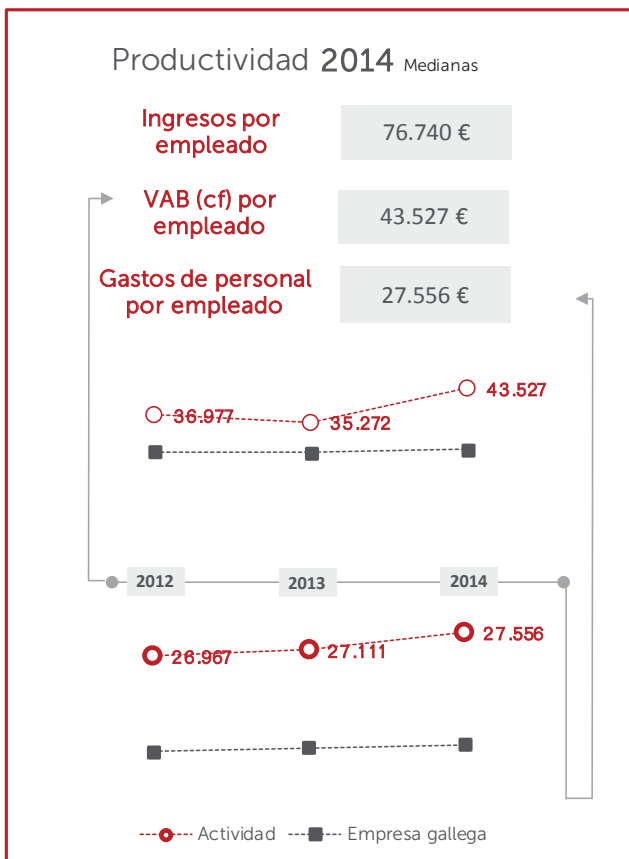 Productividad 2014 Medianas
Ingresos por
empleado
76.740 €
VAB (cf) por
empleado
43.527 €
Gastos de personal
por empleado
27.556 €
36.977
35.272
43.527
2012
2013
2014
26.967
27.111
27.556
Actividad
Empresa gallega